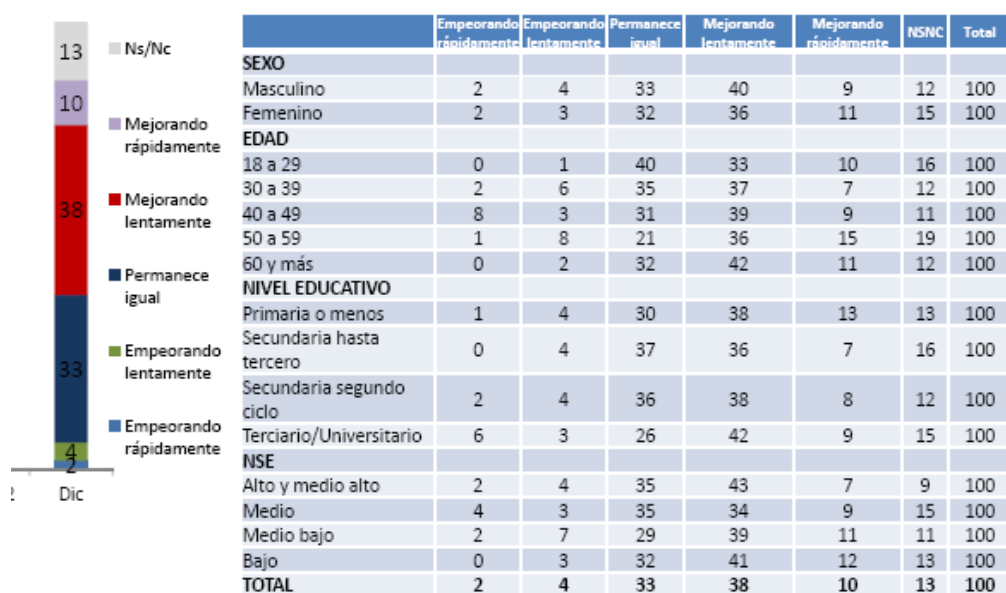 13
10
38
33
4
2
Dic
Ns/Nc
Mejorando
rápidamente
Mejorando
lentamente
Permanece
igual
Empeorando
lentamente
Empeorando
rápidamente
Empeorando rápidamente Empeorando lentamente Permanece igual Mejorando lentamente Mejorando rápidamente NSNC Total
SEXO
Masculino 2 4 33 40 9 12 100
Femenino 2 3 32 36 11 15 100
EDAD
18 a 29 0 1 40 33 10 16 100
30 a 39 2 6 35 37 7 12 100
40 a 49 8 3 31 39 9 11 100
50 a 59 1 8 21 36 15 19 100
60 y más 0 2 32 42 11 12 100
NIVEL EDUCATIVO
Primaria o menos 1 4 30 38 13 13 100
Secundaria hasta
tercero 0 4 37 36 7 16 100
Secundaria segundo
ciclo 2 4 36 38 8 12 100
Terciario/Universitario 6 3 26 42 9 15 100
NSE
Alto y medio alto 2 4 35 43 7 9 100
Medio 4 3 35 34 9 15 100
Medio bajo 2 7 29 39 11 11 100
Bajo 0 3 32 41 12 13 100
TOTAL 2 4 33 38 10 13 100